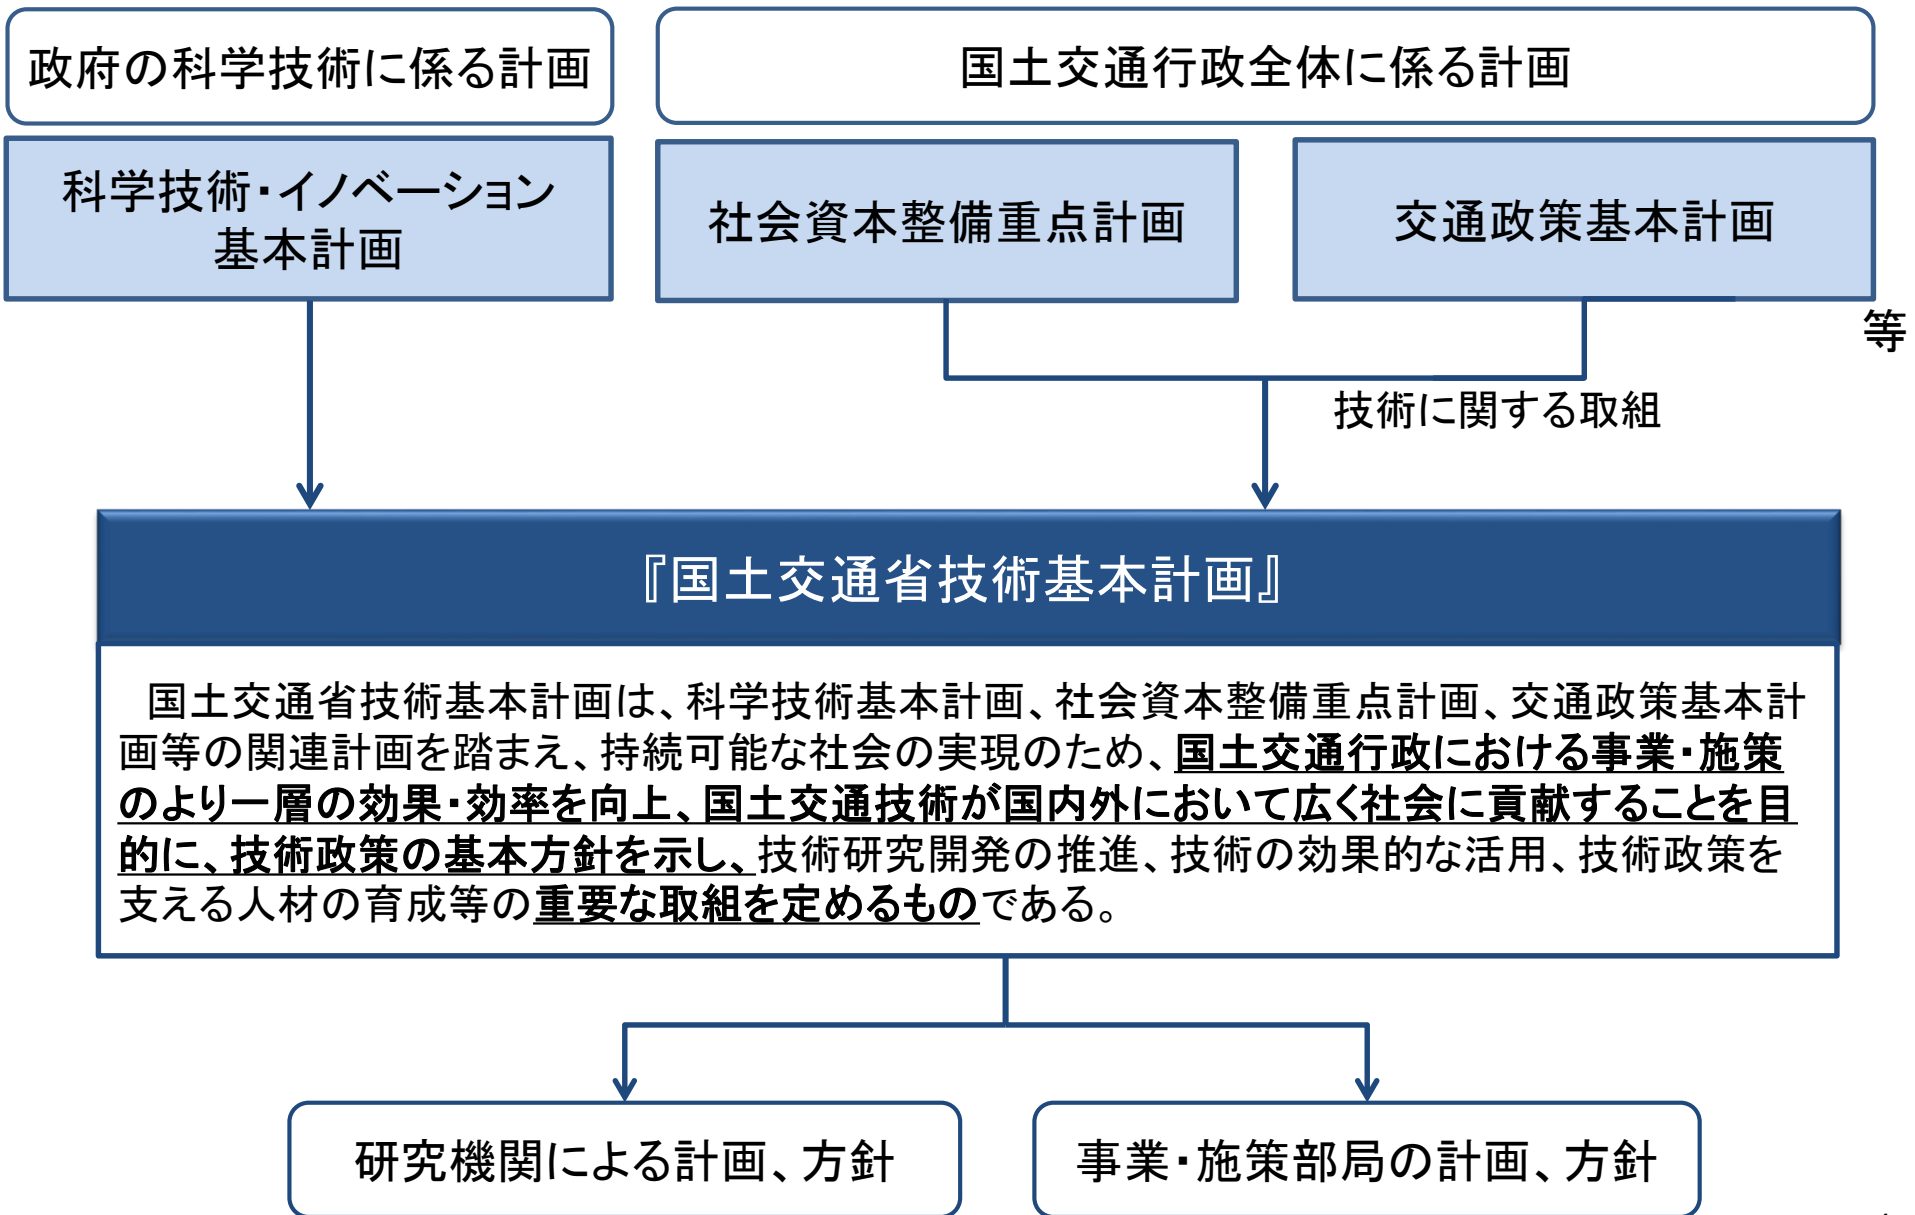 政府の科学技術に係る計画
国土交通行政全体に係る計画
科学技術・イノベーション
基本計画
社会資本整備重点計画
交通政策基本計画
等
技術に関する取組
『国土交通省技術基本計画』
国土交通省技術基本計画は、科学技術基本計画、社会資本整備重点計画、交通政策基本計
画等の関連計画を踏まえ、持続可能な社会の実現のため、国土交通行政における事業・施策
のより一層の効果・効率を向上、国土交通技術が国内外において広く社会に貢献することを目
的に、技術政策の基本方針を示し、技術研究開発の推進、技術の効果的な活用、技術政策を
支える人材の育成等の重要な取組を定めるものである。
研究機関による計画、方針
事業・施策部局の計画、方針